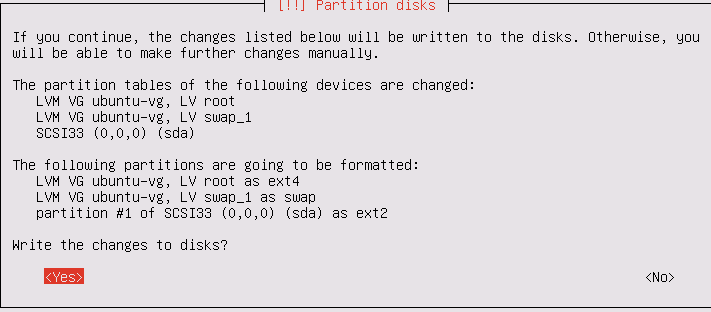 [!!] Partition disks
If you continue, the changes listed below will be written to the disks. Otherwise, you
will be able to make further changes manually.
The partition tables of the following devices are changed:
LVM VG ubuntu-vg, LV root
LVM VG ubuntu-vg, LV swap_1
SCSI33 (0,0,0) (sda)
The following partitions are going to be formatted:
LVM VG ubuntu-vg, LV root as ext4
LVM VG ubuntu-vg, LV swap_1 as swap
partition #1 of SCSI33 (0,0,0) (sda) as ext2
Write the changes to disks?
<Yes> <No>